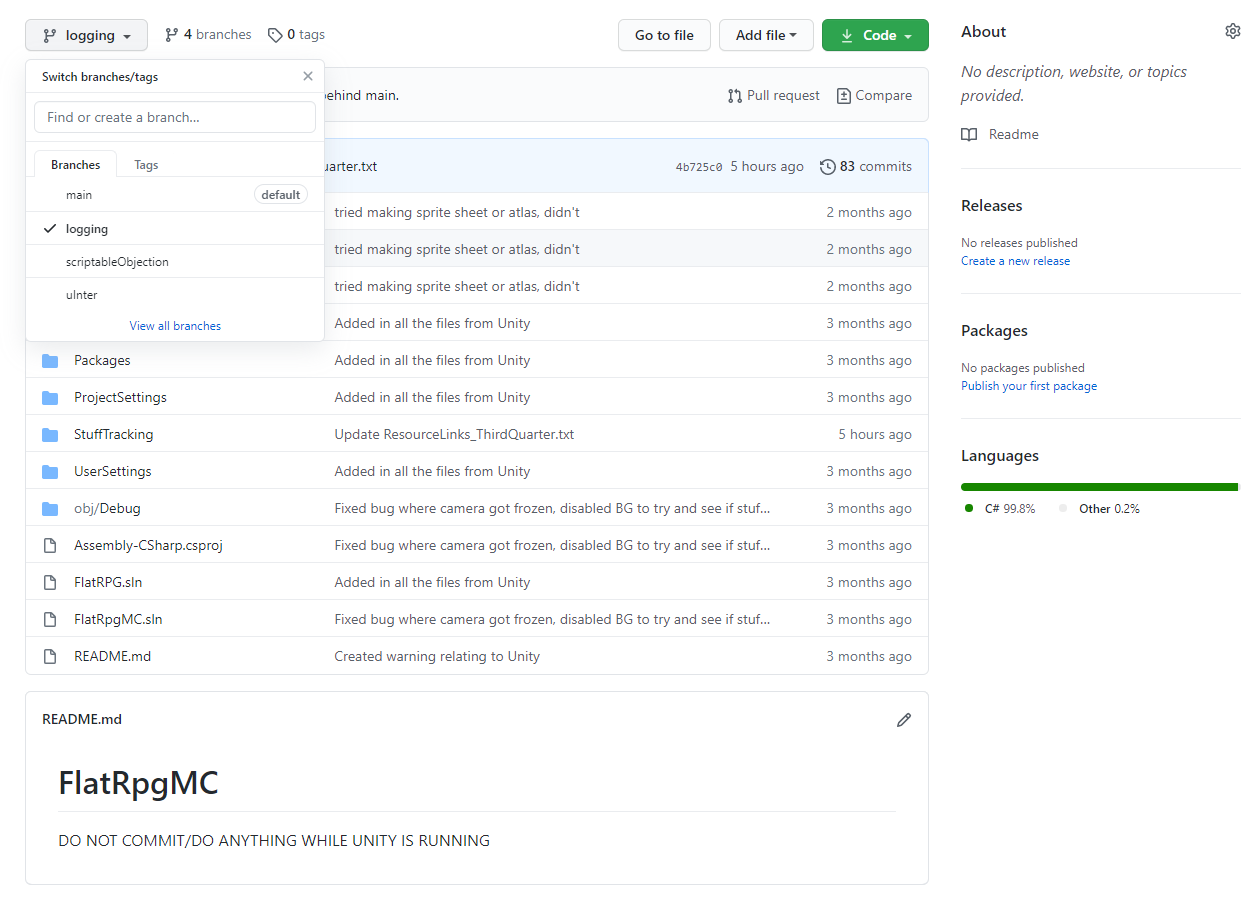 logging
4 branches
0 tags
Go to file
Add file
Code
Switch branches/tags
Find or create a branch...
Branches
Tags
main
default
logging
scriptableObjection
uInter
View all branches
behind main.
Pull request
Compare
uarter.txt
4b725c0
5 hours ago
83 commits
tried making sprite sheet or atlas, didn't
2 months ago
tried making sprite sheet or atlas, didn't
2 months ago
tried making sprite sheet or atlas, didn't
2 months ago
Added in all the files from Unity
3 months ago
Packages
Added in all the files from Unity
3 months ago
ProjectSettings
Added in all the files from Unity
3 months ago
StuffTracking
Update ResourceLinks_ThirdQuarter.txt
5 hours ago
UserSettings
Added in all the files from Unity
3 months ago
obj/Debug
Fixed bug where camera got frozen, disabled BG to try and see if stuf...
3 months ago
Assembly-CSharp.csproj
Fixed bug where camera got frozen, disabled BG to try and see if stuf...
3 months ago
FlatRPG.sln
Added in all the files from Unity
3 months ago
FlatRpgMC.sln
Fixed bug where camera got frozen, disabled BG to try and see if stuf...
3 months ago
README.md
Created warning relating to Unity
3 months ago
README.md
FlatRpgMC
DO NOT COMMIT/DO ANYTHING WHILE UNITY IS RUNNING
About
No description, website, or topics
provided.
Readme
Releases
No releases published
Create a new release
Packages
No packages published
Publish your first package
Languages
C# 99.8%
Other 0.2%